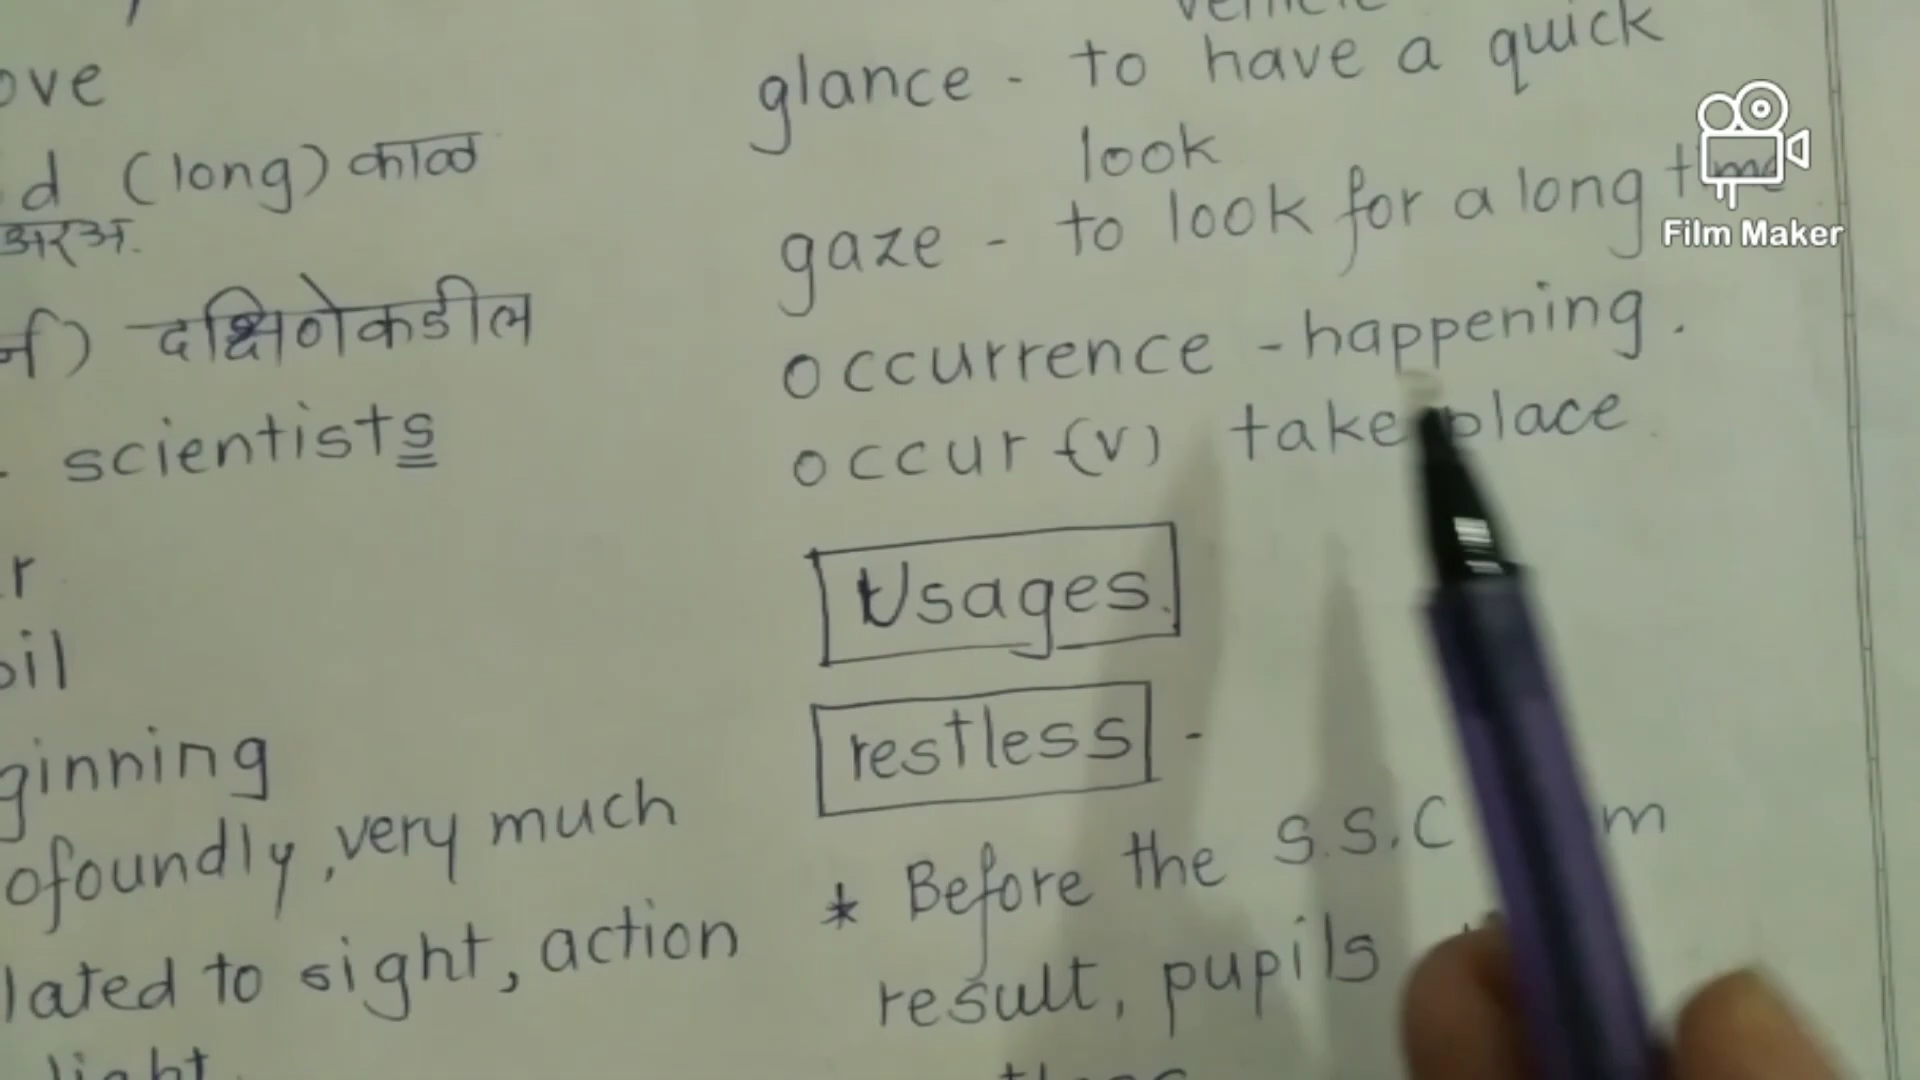 ove
d (long) काळ
अरअ.
र्न) दक्षिणेकडील
scientists
r
oil
ginning
ofoundly, very much
lated to sight, action
light
glance - to have a quick
look
gaze - to look for a long time
occurrence - happening.
occur (v) take place
Usages.
restless -
* Before the S.S.C
result, pupils
Film Maker